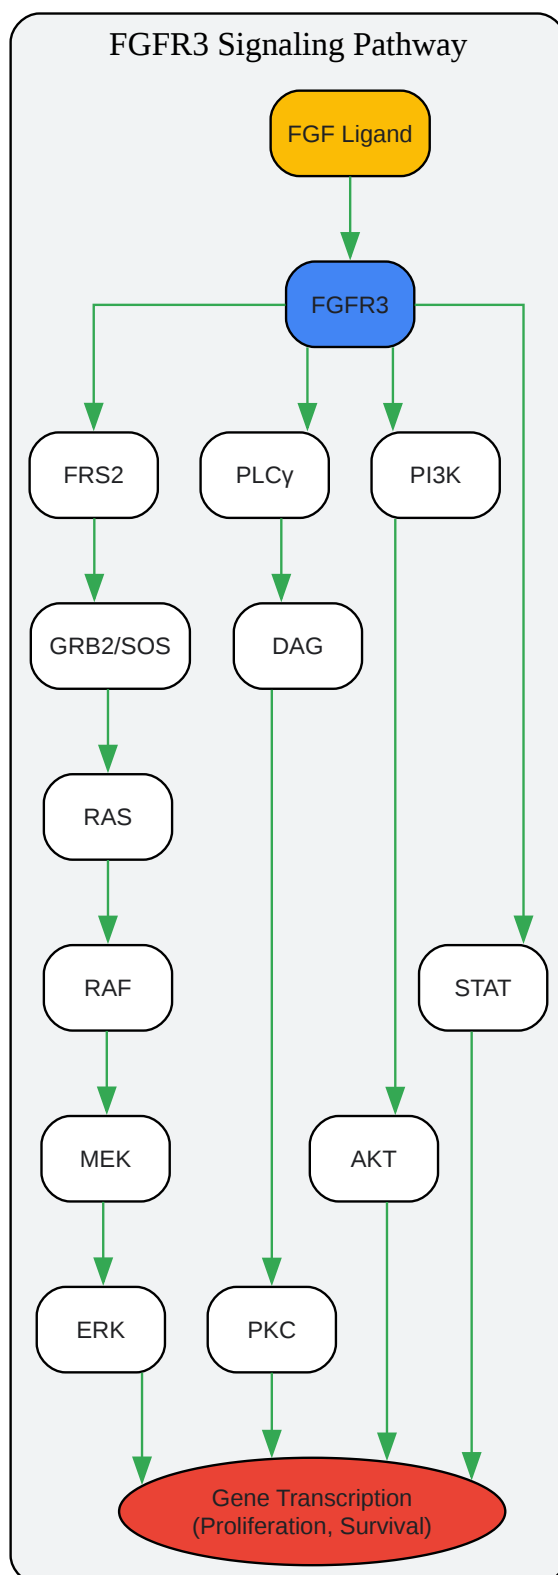 FGFR3 Signaling Pathway
FGF Ligand
FGFR3
FRS2
PLCγ
PI3K
GRB2/SOS
DAG
RAS
RAF
STAT
MEK
AKT
ERK
PKC
Gene Transcription
(Proliferation, Survival)